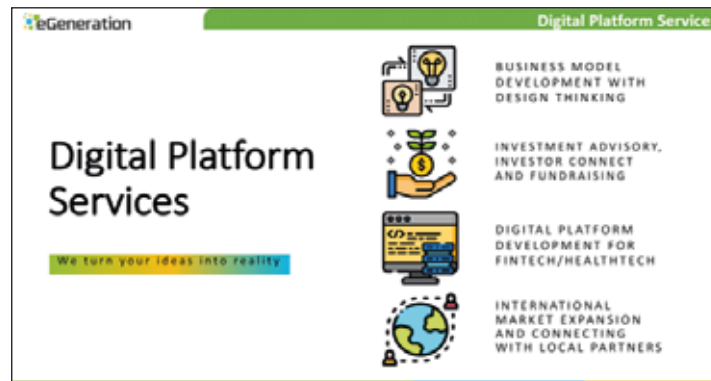 eGeneration
Digital Platform Service
Digital Platform
Services
We turn your ideas into reality
BUSINESS MODEL
DEVELOPMENT WITH
DESIGN THINKING
INVESTMENT ADVISORY,
INVESTOR CONNECT
AND FUNDRAISING
DIGITAL PLATFORM
DEVELOPMENT FOR
FINTECH/HEALTHTECH
INTERNATIONAL
MARKET EXPANSION
AND CONNECTING
WITH LOCAL PARTNERS